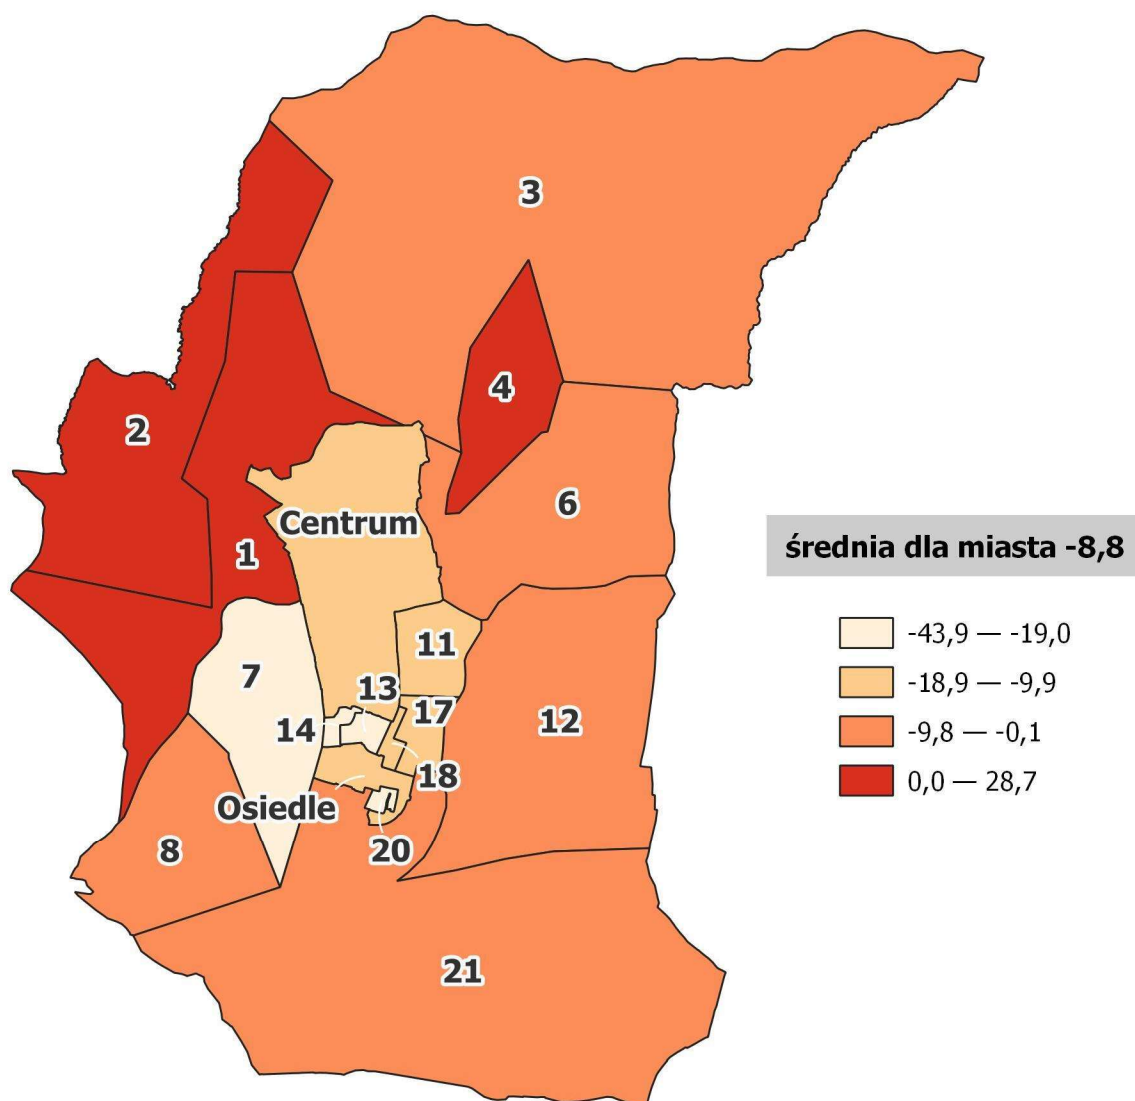 3
4
2
6
Centrum
1
średnia dla miasta -8,8
-43,9 — -19,0
-18,9 — -9,9
-9,8 — -0,1
0,0 — 28,7
11
7
13
17
14
12
18
Osiedle
8
20
21